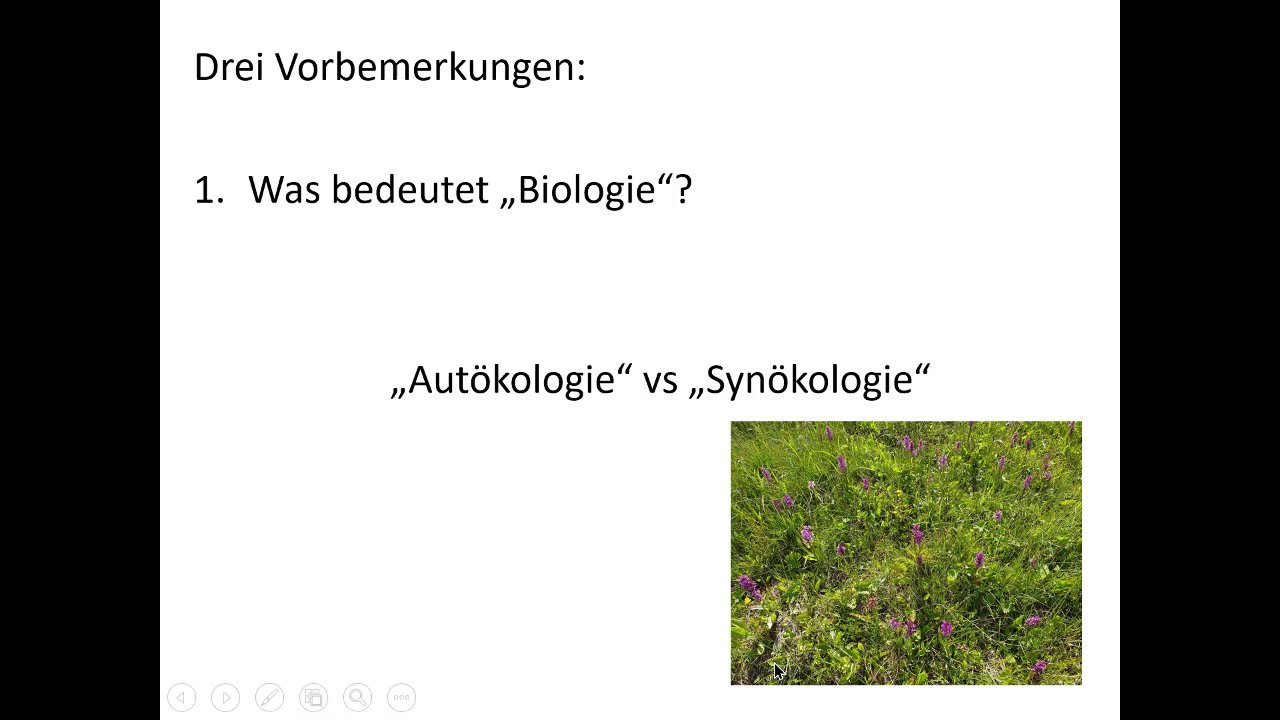 Drei Vorbemerkungen:
1. Was bedeutet „Biologie“?
„Autökologie“ vs „Synökologie“